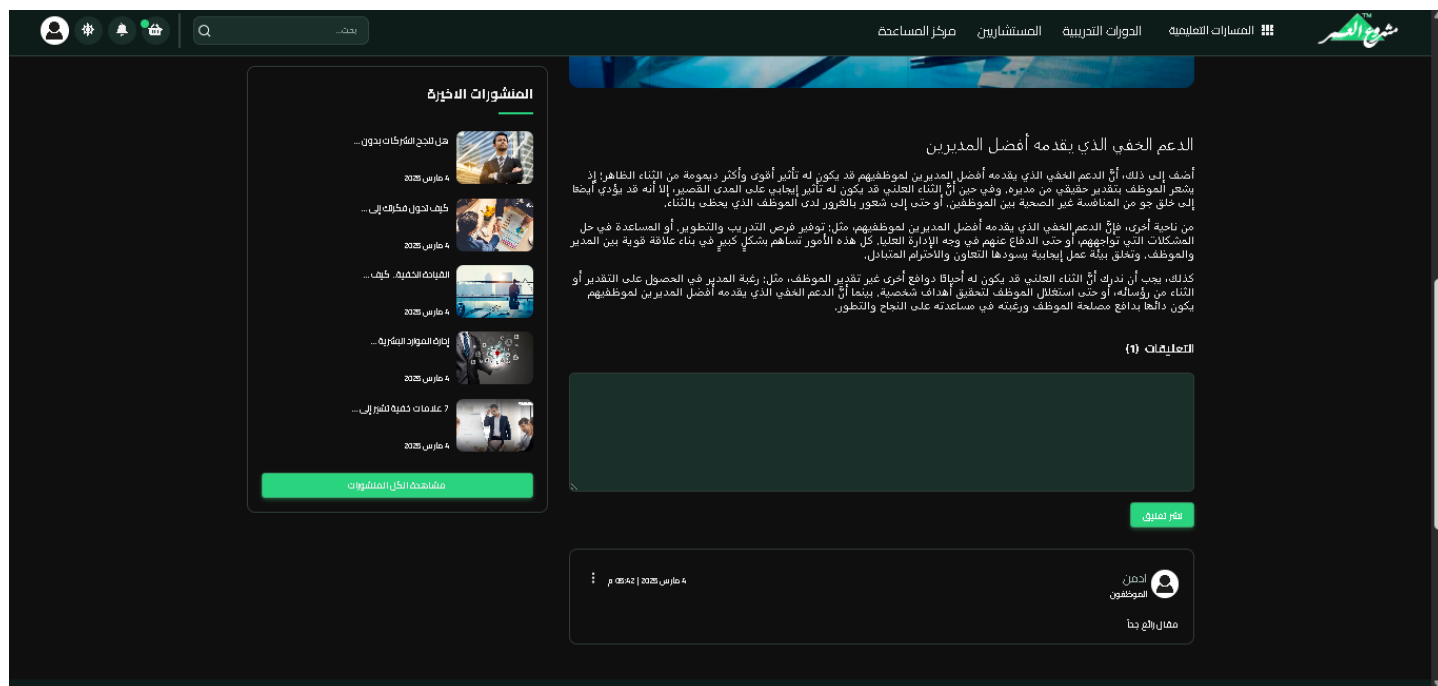 مشروع العمر TM
المسارات التعليمية
الدورات التدريبية
المستشاريين
مركز المساعدة
بحث...
الدعم الخفي الذي يقدمه أفضل المديرين
أضف إلى ذلك، أنَّ الدعم الخفي الذي يقدمه أفضل المديرين لموظفيهم قد يكون له تأثير أقوى وأكثر ديمومة من الثناء الظاهر؛ إذ
يشعر الموظف بتقدير حقيقي من مديره. وفي حين أنَّ الثناء العلني قد يكون له تأثير إيجابي على المدى القصير، إلا أنه قد يؤدي أيضًا
إلى خلق جو من المنافسة غير الصحية بين الموظفين، أو حتى إلى شعور بالغرور لدى الموظف الذي يحظى بالثناء.
من ناحية أخرى، فإنَّ الدعم الخفي الذي يقدمه أفضل المديرين لموظفيهم، مثل: توفير فرص التدريب والتطوير، أو المساعدة في حل
المشكلات التي تواجههم، أو حتى الدفاع عنهم في وجه الإدارة العليا. كل هذه الأمور تساهم بشكلٍ كبيرٍ في بناء علاقة قوية بين المدير
والموظف، وتخلق بيئة عمل إيجابية يسودها التعاون والاحترام المتبادل.
كذلك، يجب أن ندرك أنَّ الثناء العلني قد يكون له أحيانًا دوافع أخرى غير تقدير الموظف، مثل: رغبة المدير في الحصول على التقدير أو
الثناء من رؤسائه، أو حتى استغلال الموظف لتحقيق أهداف شخصية. بينما أنَّ الدعم الخفي الذي يقدمه أفضل المديرين لموظفيهم
يكون دائمًا بدافع مصلحة الموظف ورغبته في مساعدته على النجاح والتطور.
التعليقات (1)
نشر تعليق
ادمن
الموظفون
4 مارس 2025 | 05:42 م
مقال رائع جداً
المنشورات الاخيرة
هل تنجح الشركات بدون...
4 مارس 2025
كيف تحول فكرتك إلى...
4 مارس 2025
القيادة الخفية.. كيف...
4 مارس 2025
إدارة الموارد البشرية ...
4 مارس 2025
7 علامات خفية تشير إلى...
4 مارس 2025
مشاهدة الكل المنشورات